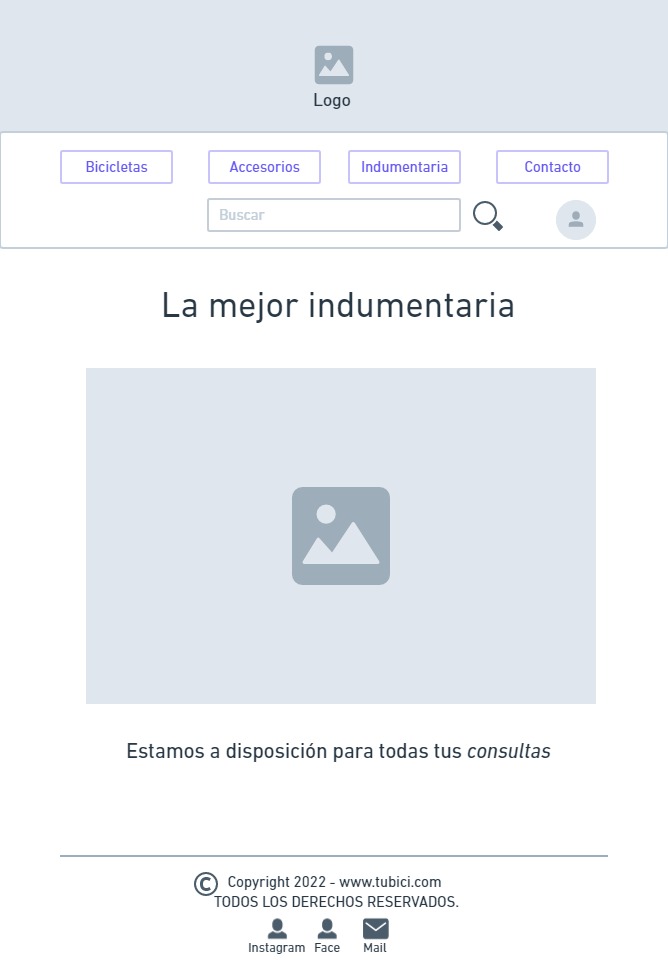 Logo
Bicicletas Accesorios Indumentaria Contacto
Buscar
La mejor indumentaria
Estamos a disposición para todas tus consultas
© Copyright 2022 - www.tubici.com
TODOS LOS DERECHOS RESERVADOS.
Instagram Face Mail